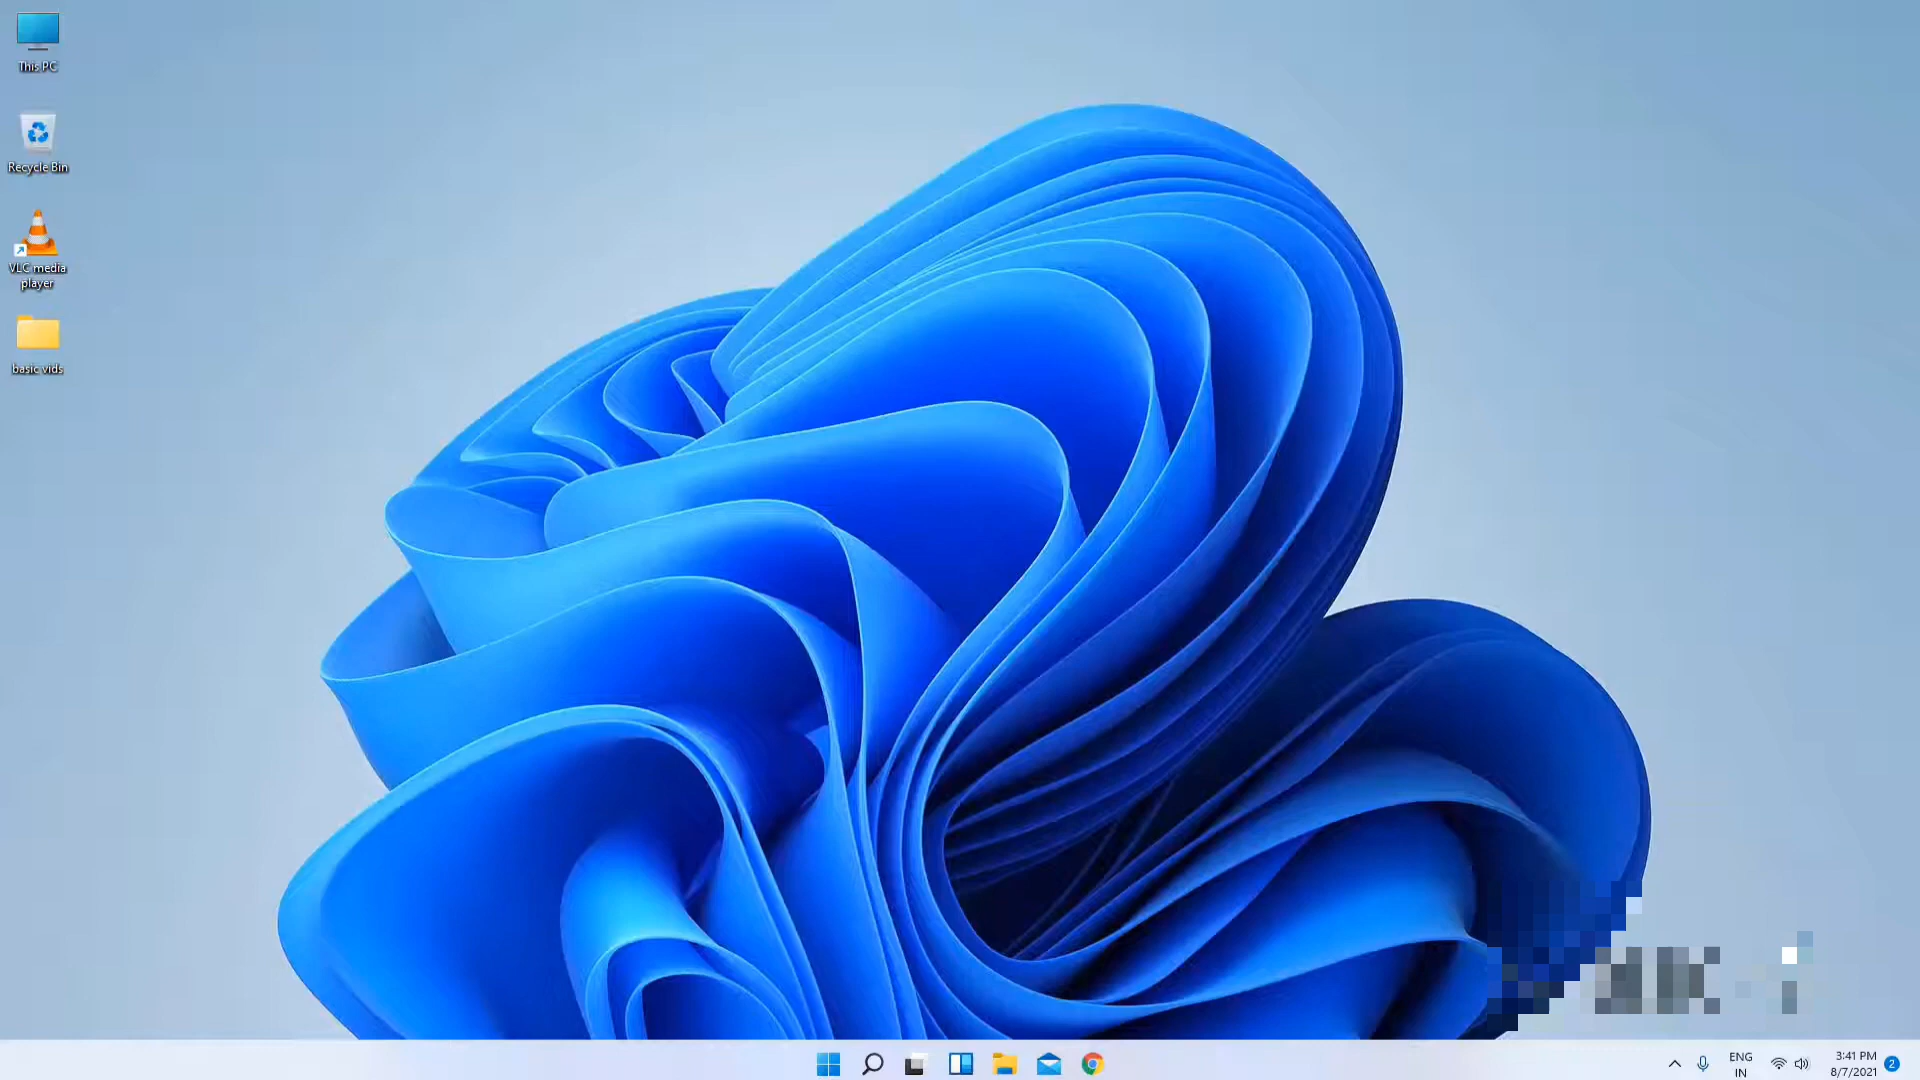 This PC
Recycle Bin
VLC media
player
basic vids
ENG
IN
3:41 PM
8/7/2021
2